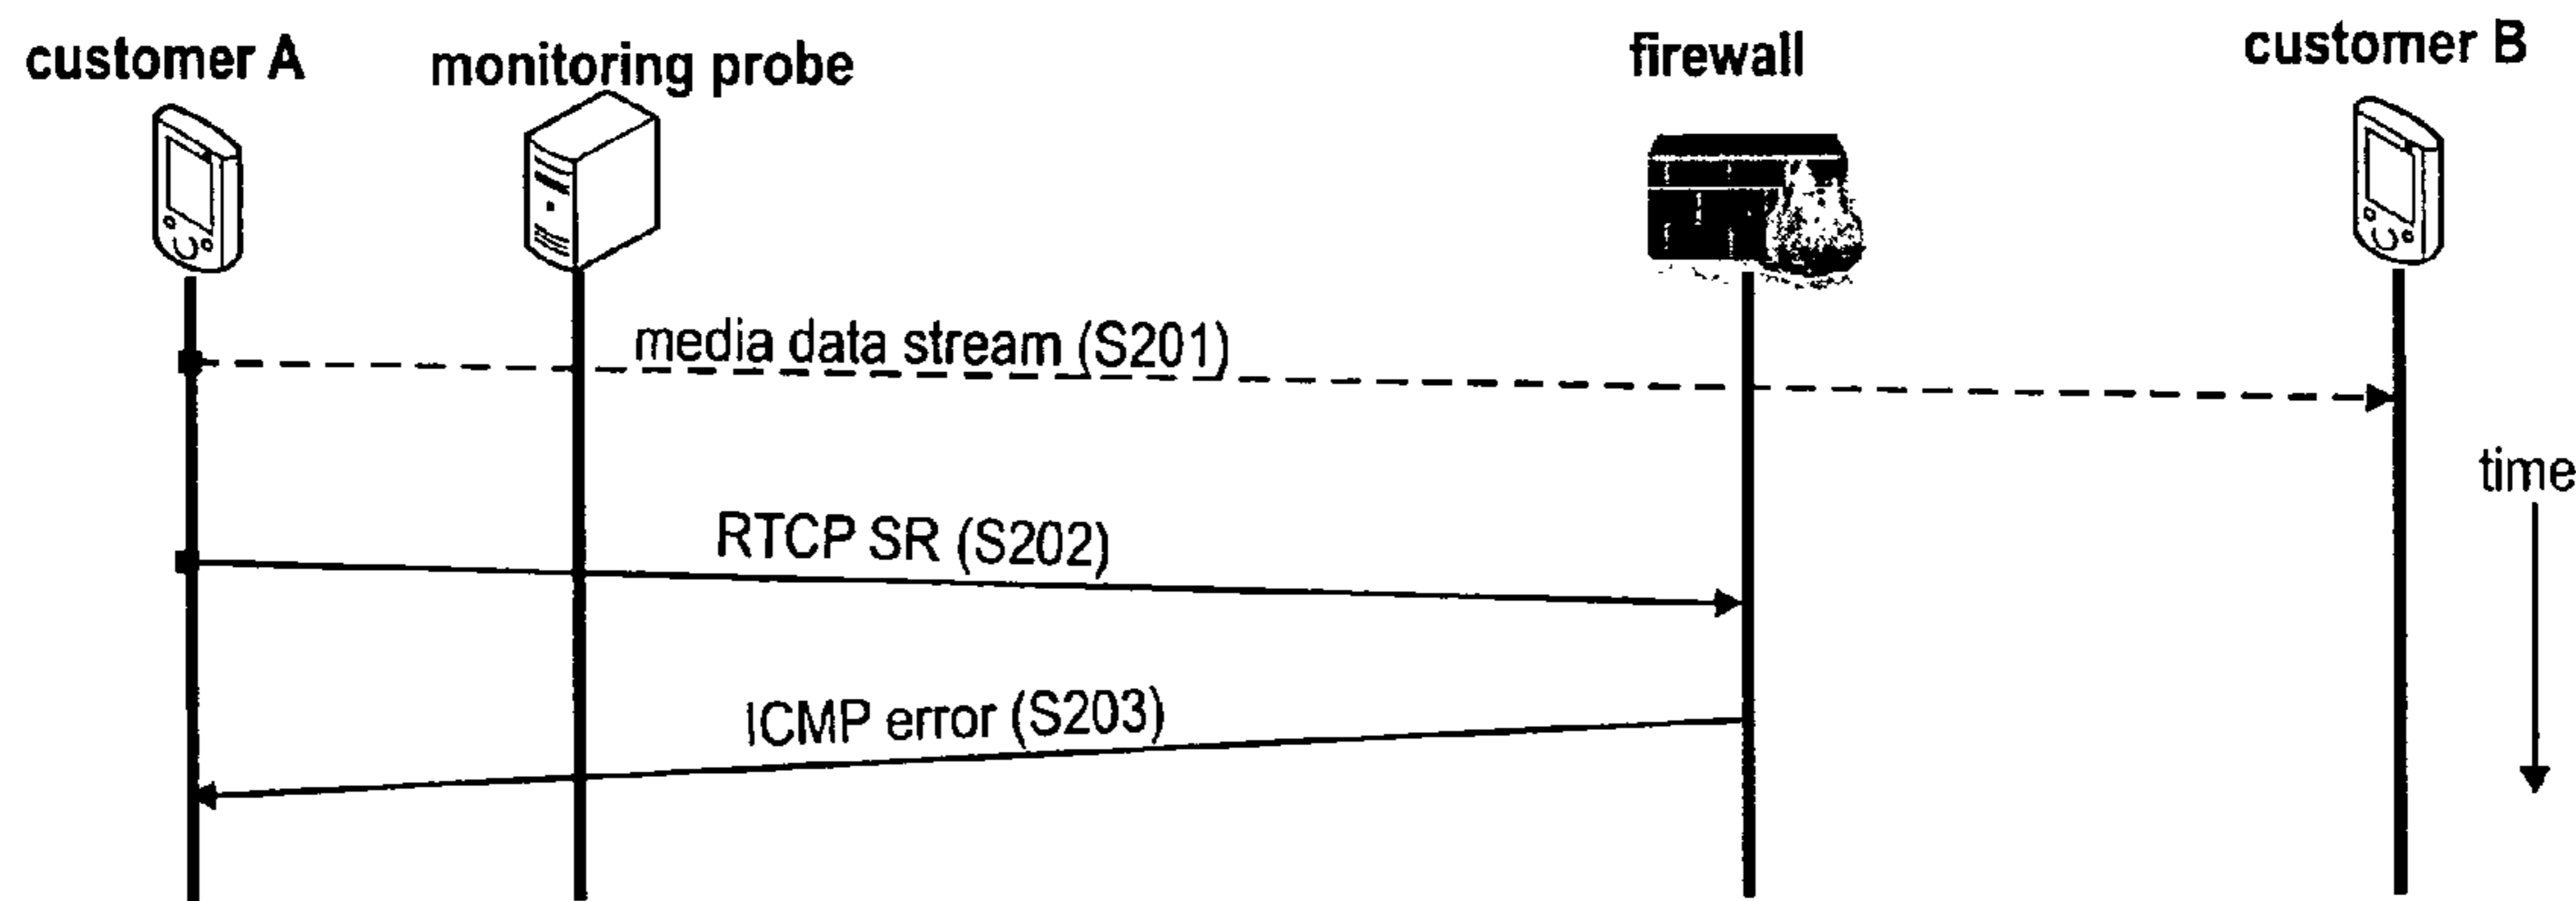 customer A
monitoring probe
firewall
customer B
media data stream (S201)
time
RTCP SR (S202)
ICMP error (S203)